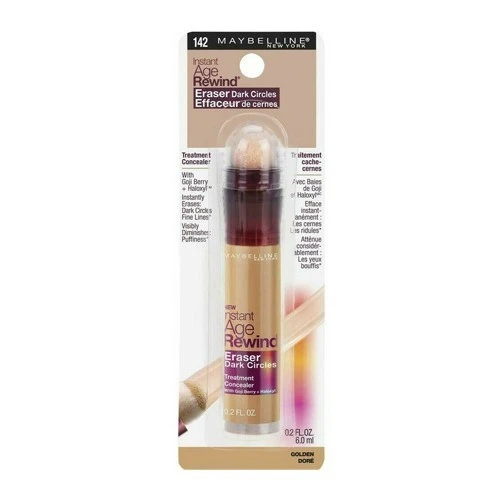 142 MAYBELLINE®
NEW YORK
Instant
Age
Rewind®
Eraser Dark Circles
Effaceur de cernes
Treatment
Concealer
With
Goji Berry
+ Haloxyl™
Instantly
Erases:
Dark Circles
Fine Lines*
Visibly
Diminishes:
Puffiness*
Traitement
cache-
cernes
Avec Baies
de Goji
Efface
instant-
anément :
Les cernes
Les ridules*
Atténue
considér-
ablement :
Les yeux
bouffis*
MAYBELLINE
NEW YORK
NEW
Instant
Age
Rewind
Eraser
Dark Circles
Treatment
Concealer
With Goji Berry + Haloxyl
0.2 FL. OZ.
0.2 FL. OZ.
6.0 ml
GOLDEN
DORÉ